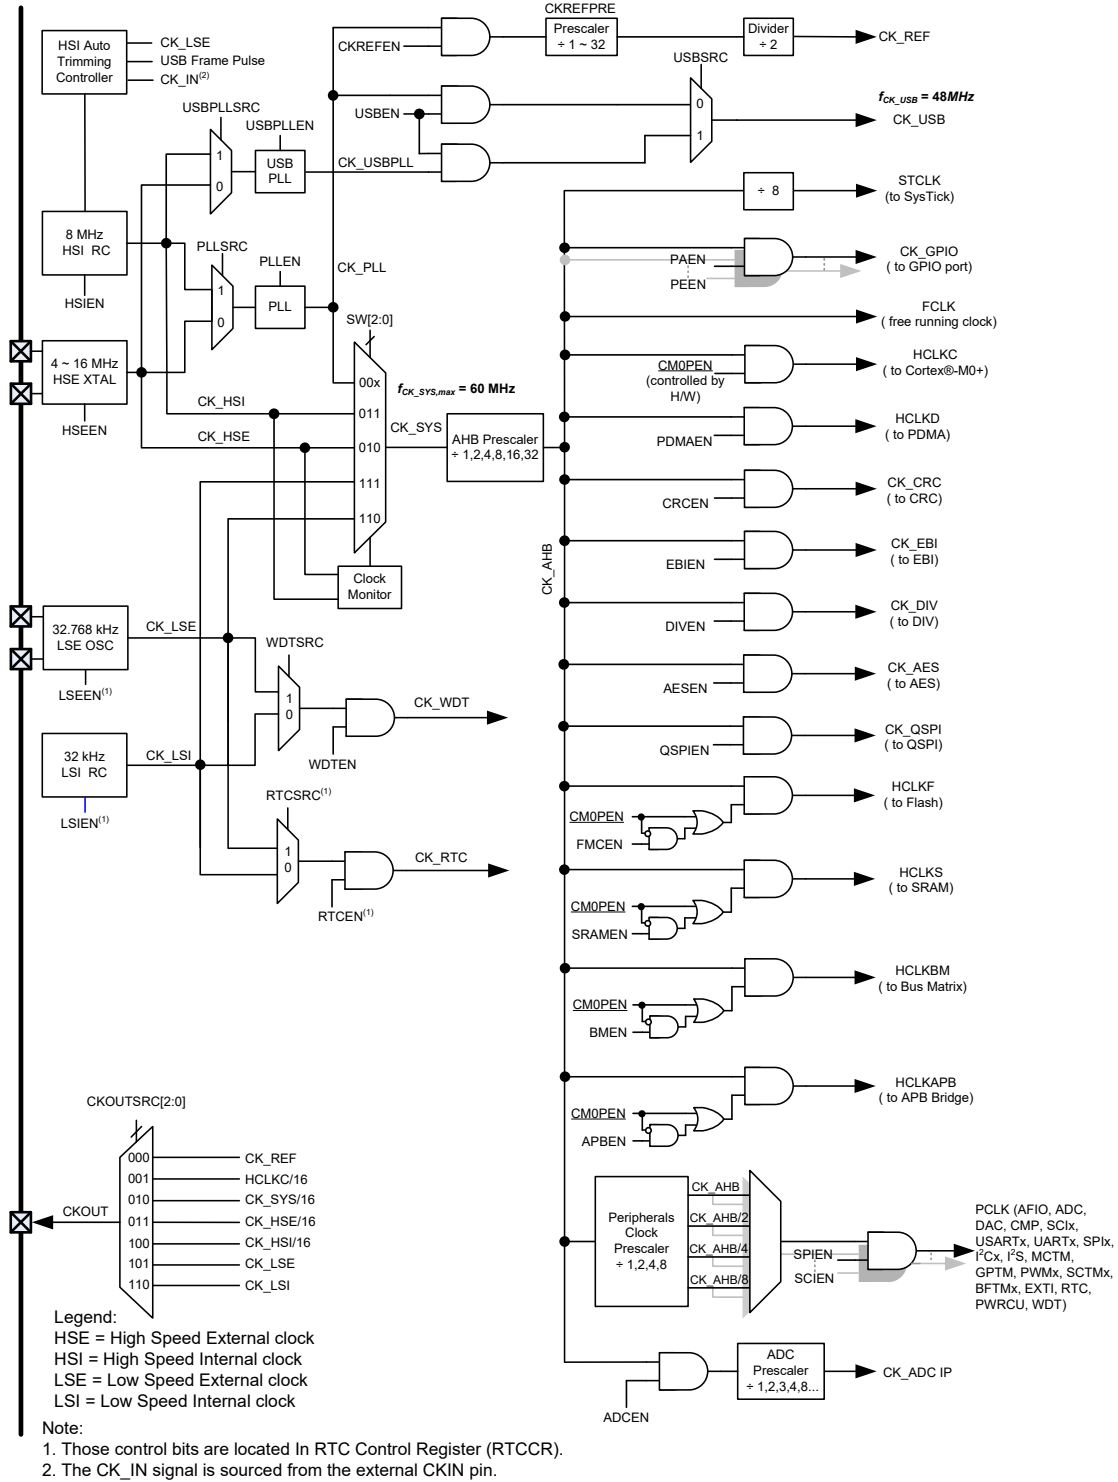 CKREFPRE
HSI Auto
Trimming
Controller
CK_LSE
USB Frame Pulse
CK_IN(2)
CKREFEN
Prescaler
÷ 1 ~ 32
Divider
÷ 2
CK_REF
USBSRC
USBPLLSRC
USBPLLEN
USBEN
0
1
fCK_USB = 48MHz
CK_USB
1
0
USB
PLL
CK_USBPLL
÷ 8
STCLK
(to SysTick)
8 MHz
HSI RC
HSIEN
PLLSRC
PLLEN
CK_PLL
1
0
PLL
PAEN
PEEN
CK_GPIO
( to GPIO port)
SW[2:0]
FCLK
( free running clock)
4 ~ 16 MHz
HSE XTAL
HSEEN
fCK_SYS,max = 60 MHz
CM0PEN
(controlled by
H/W)
HCLKC
( to Cortex®-M0+)
00x
011
010
111
110
CK_HSI
CK_HSE
CK_SYS
AHB Prescaler
÷ 1,2,4,8,16,32
PDMAEN
HCLKD
( to PDMA)
CRCEN
CK_CRC
( to CRC)
CK_AHB
EBIEN
CK_EBI
( to EBI)
Clock
Monitor
DIVEN
CK_DIV
( to DIV)
32.768 kHz
LSE OSC
LSEEN(1)
CK_LSE
WDTSRC
1
0
CK_WDT
WDTEN
AESEN
CK_AES
( to AES)
QSPIEN
CK_QSPI
( to QSPI)
32 kHz
LSI RC
LSIEN(1)
CK_LSI
RTCSRC(1)
1
0
CK_RTC
RTCEN(1)
CM0PEN
FMCEN
HCLKF
( to Flash)
CM0PEN
SRAMEN
HCLKS
( to SRAM)
CM0PEN
BMEN
HCLKBM
( to Bus Matrix)
CM0PEN
APBEN
HCLKAPB
( to APB Bridge)
CKOUTSRC[2:0]
CKOUT
000 CK_REF
001 HCLKC/16
010 CK_SYS/16
011 CK_HSE/16
100 CK_HSI/16
101 CK_LSE
110 CK_LSI
Peripherals
Clock
Prescaler
÷ 1,2,4,8
CK_AHB
CK_AHB/2
CK_AHB/4
CK_AHB/8
SPIEN
SCIEN
PCLK (AFIO, ADC,
DAC, CMP, SCIx,
USARTx, UARTx, SPIx,
I2Cx, I2S, MCTM,
GPTM, PWMx, SCTMx,
BFTMx, EXTI, RTC,
PWRCU, WDT)
ADCEN
ADC
Prescaler
÷ 1,2,3,4,8...
CK_ADC IP
Legend:
HSE = High Speed External clock
HSI = High Speed Internal clock
LSE = Low Speed External clock
LSI = Low Speed Internal clock
Note:
1. Those control bits are located In RTC Control Register (RTCCR).
2. The CK_IN signal is sourced from the external CKIN pin.